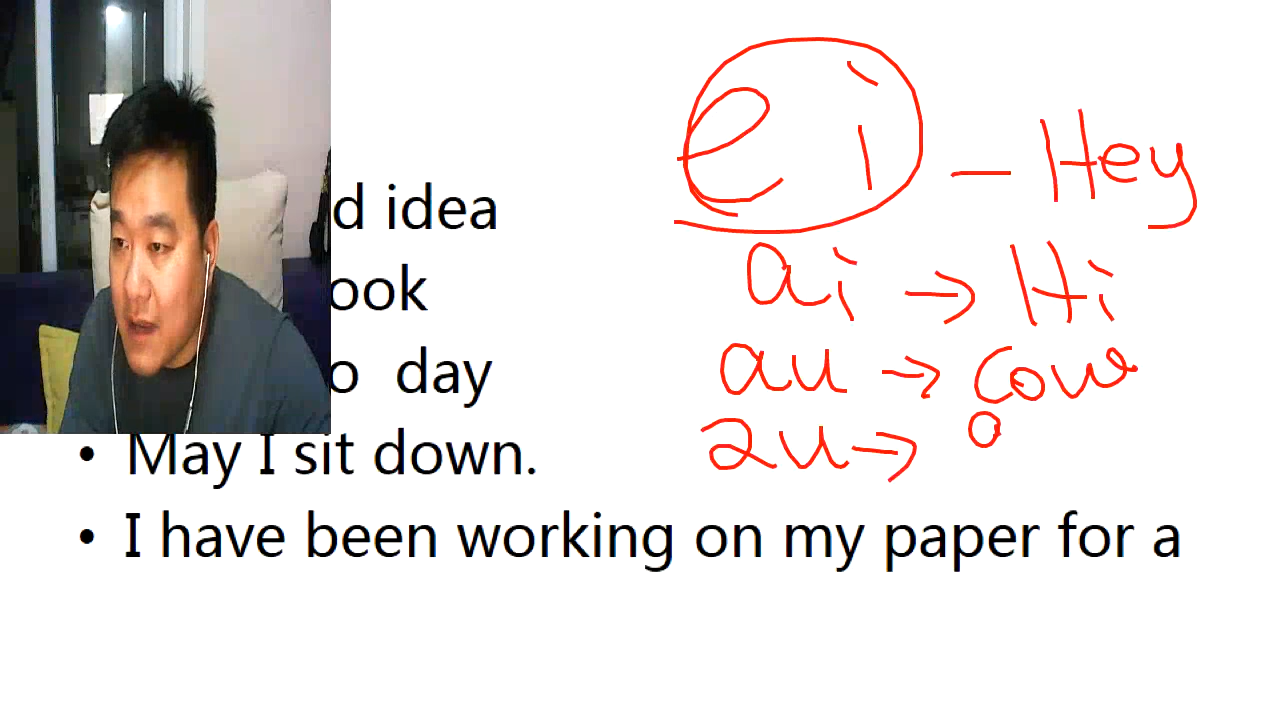 ei - Hey
d idea
ai → Hi
ook
au → cow
o day
2u → o
• May I sit down.
• I have been working on my paper for a